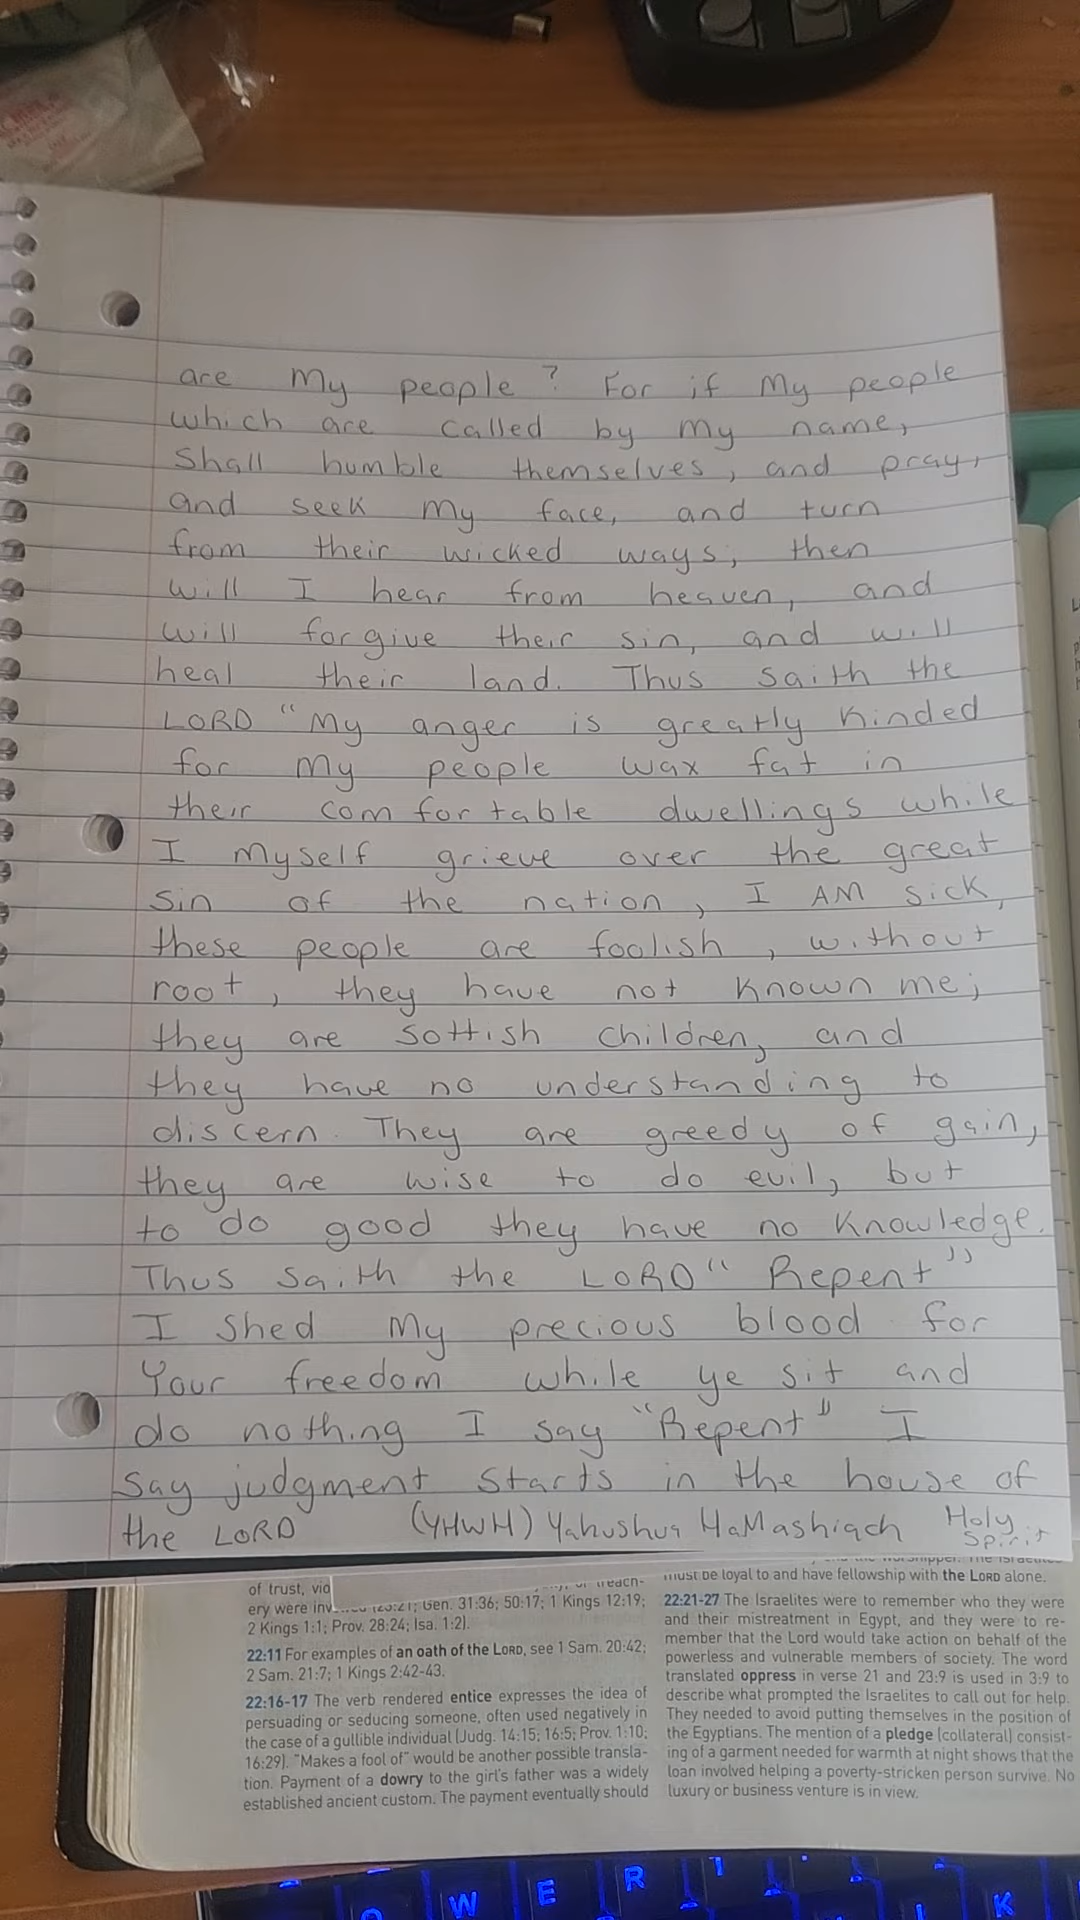 are My people? For if My people
which are called by My name,
Shall humble themselves, and pray,
and seek My face, and turn
from their wicked ways; then
will I hear from heaven, and
will forgive their sin, and will
heal their land. Thus saith the
LORD "My anger is greatly Kinded
for My people wax fat in
their comfortable dwellings while
I Myself grieve over the great
sin of the nation, I AM sick,
these people are foolish, without
root, they have not known me;
they are sottish children, and
they have no understanding to
discern. They are greedy of gain,
they are wise to do evil, but
to do good they have no knowledge.
Thus saith the LORD "Repent"
I shed My precious blood for
Your freedom while ye sit and
do nothing I say "Repent" I
say judgment starts in the house of
the LORD (YHWH) Yahushua HaMashiach Holy
Spirit
of trust, vio
ery were inv
Gen. 31:36; 50:17; 1 Kings 12:19;
2 Kings 1:1; Prov. 28:24; Isa. 1:2).
22:11 For examples of an oath of the LORD, see 1 Sam. 20:42;
2 Sam. 21:7; 1 Kings 2:42-43.
22:16-17 The verb rendered entice expresses the idea of
persuading or seducing someone, often used negatively in
the case of a gullible individual (Judg. 14:15; 16:5; Prov. 1:10;
16:29). "Makes a fool of" would be another possible transla-
tion. Payment of a dowry to the girl's father was a widely
established ancient custom. The payment eventually should
must be loyal to and have fellowship with the LORD alone.
22:21-27 The Israelites were to remember who they were
and their mistreatment in Egypt, and they were to re-
member that the Lord would take action on behalf of the
powerless and vulnerable members of society. The word
translated oppress in verse 21 and 23:9 is used in 3:9 to
describe what prompted the Israelites to call out for help.
They needed to avoid putting themselves in the position of
the Egyptians. The mention of a pledge (collateral) consist-
ing of a garment needed for warmth at night shows that the
loan involved helping a poverty-stricken person survive. No
luxury or business venture is in view.
W E R
K